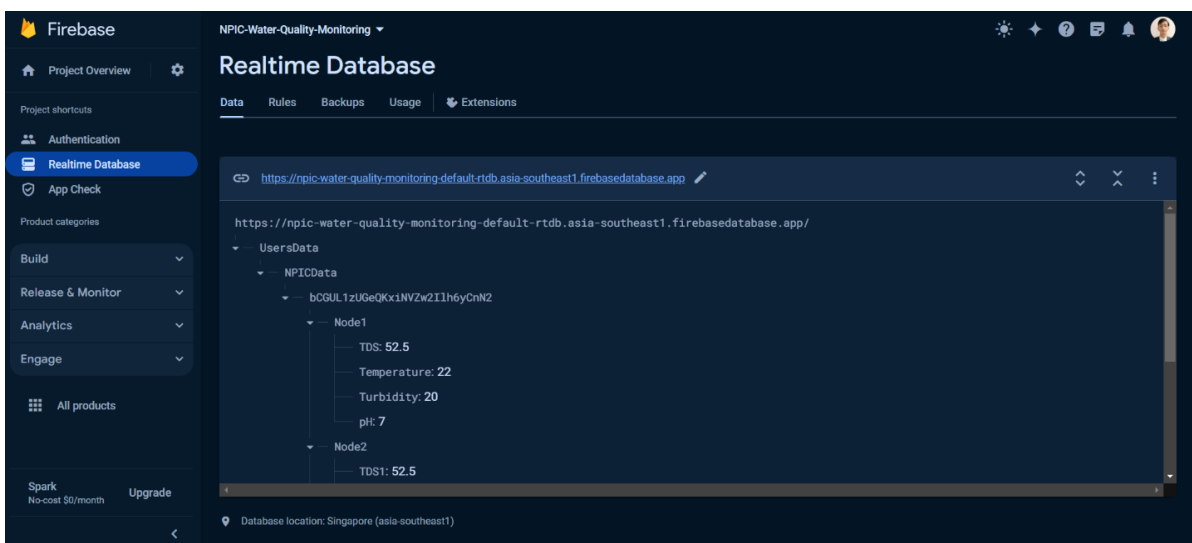 Firebase
Project Overview
Project shortcuts
Authentication
Realtime Database
App Check
Product categories
Build
Release & Monitor
Analytics
Engage
All products
Spark
No-cost $0/month
Upgrade
NPIC-Water-Quality-Monitoring
Realtime Database
Data Rules Backups Usage Extensions
https://npic-water-quality-monitoring-default-rtdb.asia-southeast1.firebasedatabase.app
https://npic-water-quality-monitoring-default-rtdb.asia-southeast1.firebasedatabase.app/
UsersData
NPICData
bCGUL1zUGeQKxiNVZw2Ilh6yCnN2
Node1
TDS: 52.5
Temperature: 22
Turbidity: 20
pH: 7
Node2
TDS1: 52.5
Database location: Singapore (asia-southeast1)